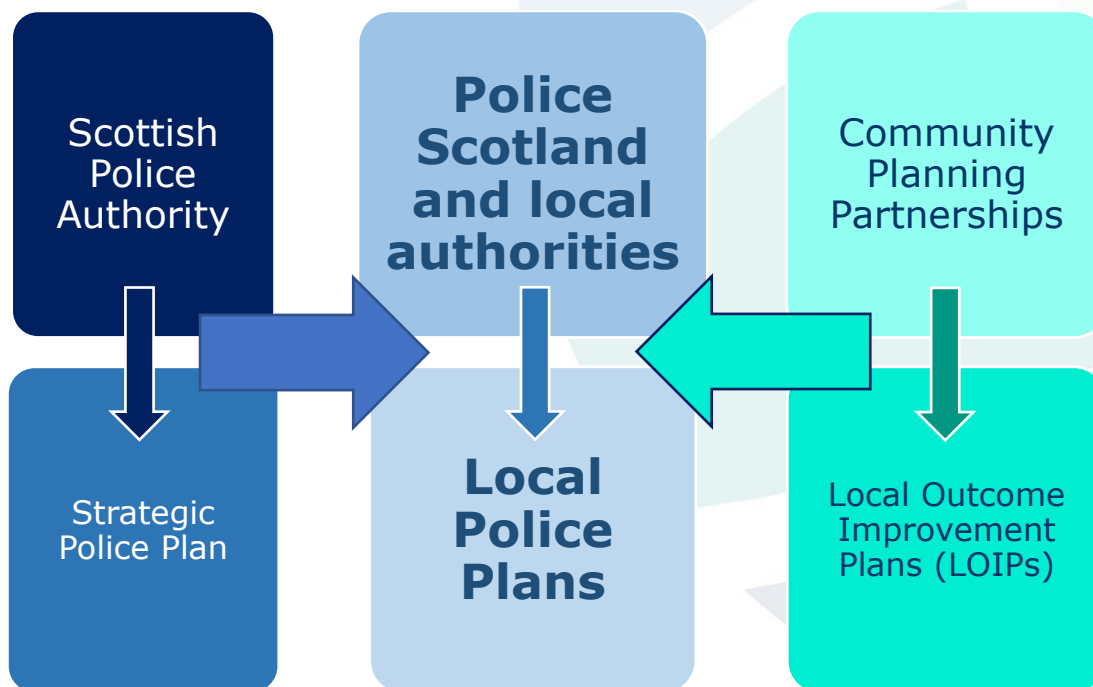 Scottish
Police
Authority
Police
Scotland
and local
authorities
Community
Planning
Partnerships
Strategic
Police Plan
Local
Police
Plans
Local Outcome
Improvement
Plans (LOIPs)